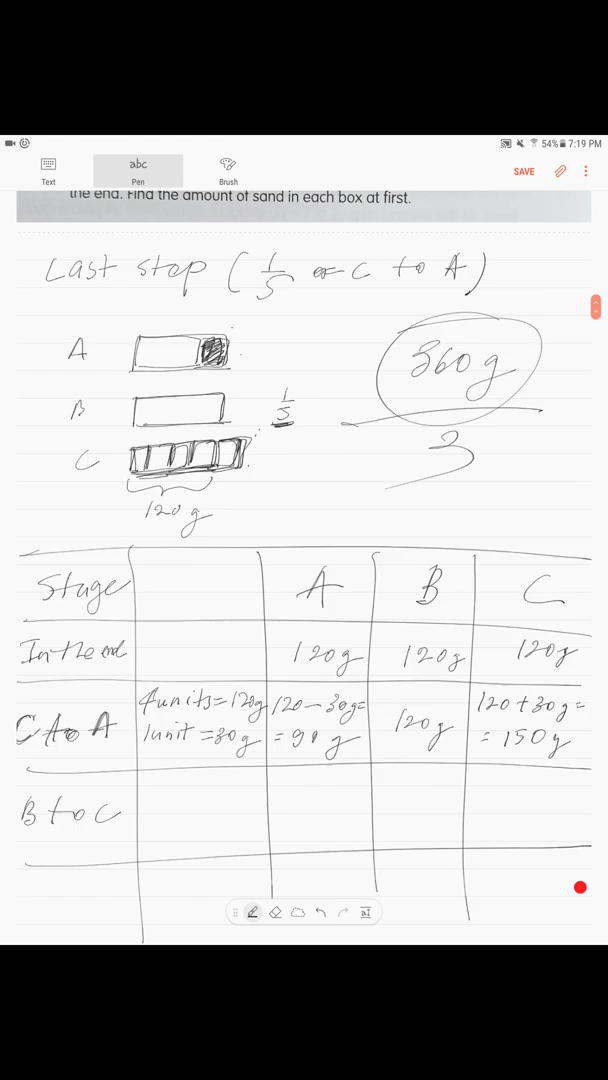 54% 7:19 PM
Text
abc
Pen
Brush
SAVE
the end. Find the amount of sand in each box at first.
Last stop (1/5 of C to A)
A
360 g
B 1/5
3
C
120 g
Stage A B C
In the end 120g 120g 120g
C to A 4 units = 120g 120 - 30g = 120g 120 + 30g =
1 unit = 30g = 90 g = 150 g
B to C